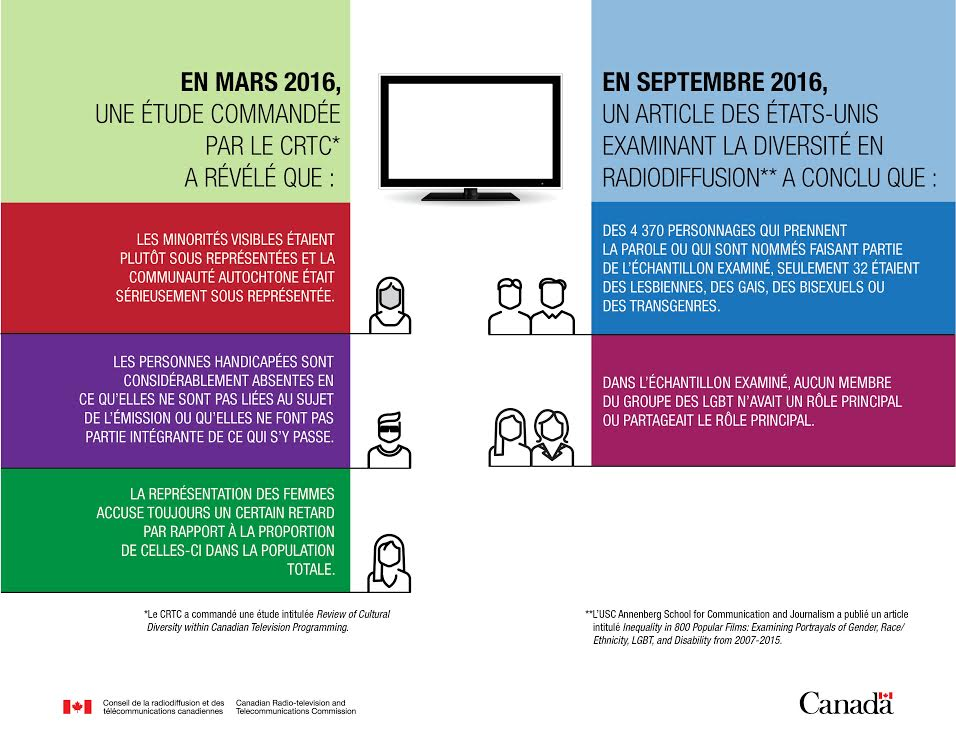 EN MARS 2016,
UNE ÉTUDE COMMANDÉE
PAR LE CRTC*
A RÉVÉLÉ QUE :
LES MINORITÉS VISIBLES ÉTAIENT
PLUTÔT SOUS REPRÉSENTÉES ET LA
COMMUNAUTÉ AUTOCHTONE ÉTAIT
SÉRIEUSEMENT SOUS REPRÉSENTÉE.
LES PERSONNES HANDICAPÉES SONT
CONSIDÉRABLEMENT ABSENTES EN
CE QU'ELLES NE SONT PAS LIÉES AU SUJET
DE L'ÉMISSION OU QU'ELLES NE FONT PAS
PARTIE INTÉGRANTE DE CE QUI S'Y PASSE.
LA REPRÉSENTATION DES FEMMES
ACCUSE TOUJOURS UN CERTAIN RETARD
PAR RAPPORT À LA PROPORTION
DE CELLES-CI DANS LA POPULATION
TOTALE.
*Le CRTC a commandé une étude intitulée Review of Cultural
Diversity within Canadian Television Programming.
EN SEPTEMBRE 2016,
UN ARTICLE DES ÉTATS-UNIS
EXAMINANT LA DIVERSITÉ EN
RADIODIFFUSION** A CONCLU QUE :
DES 4 370 PERSONNAGES QUI PRENNENT
LA PAROLE OU QUI SONT NOMMÉS FAISANT PARTIE
DE L'ÉCHANTILLON EXAMINÉ, SEULEMENT 32 ÉTAIENT
DES LESBIENNES, DES GAIS, DES BISEXUELS OU
DES TRANSGENRES.
DANS L'ÉCHANTILLON EXAMINÉ, AUCUN MEMBRE
DU GROUPE DES LGBT N'AVAIT UN RÔLE PRINCIPAL
OU PARTAGEAIT LE RÔLE PRINCIPAL.
**L'USC Annenberg School for Communication and Journalism a publié un article
intitulé Inequality in 800 Popular Films: Examining Portrayals of Gender, Race/
Ethnicity, LGBT, and Disability from 2007-2015.
Conseil de la radiodiffusion et des
télécommunications canadiennes
Canadian Radio-television and
Telecommunications Commission
Canada